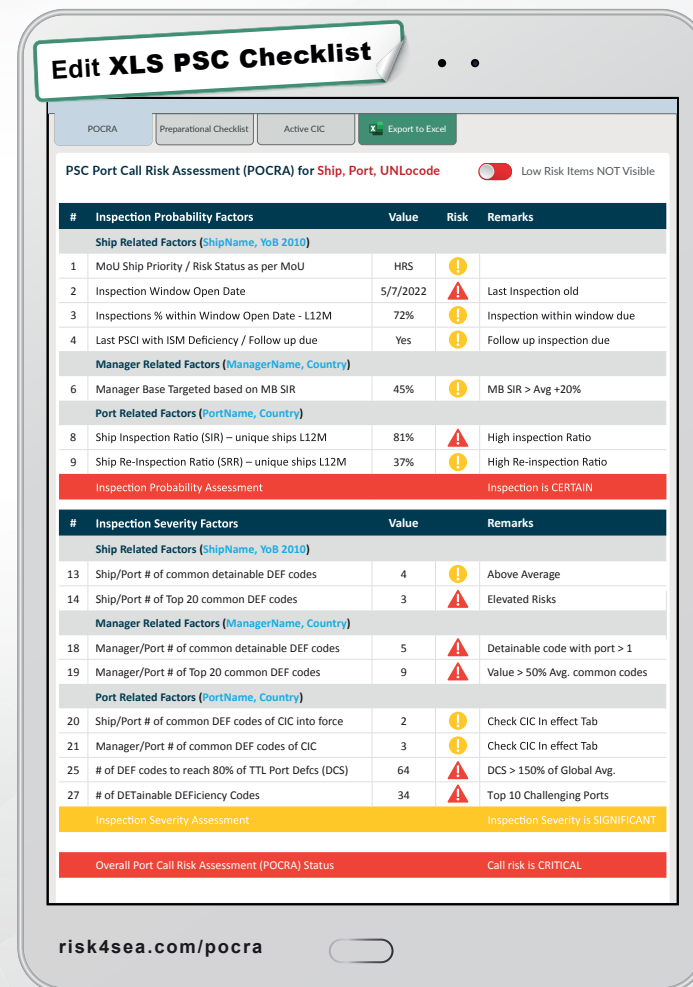 Edit XLS PSC Checklist
POCRA Preparational Checklist Active CIC Export to Excel
PSC Port Call Risk Assessment (POCRA) for Ship, Port, UNLocode Low Risk Items NOT Visible
# Inspection Probability Factors Value Risk Remarks
Ship Related Factors (ShipName, YoB 2010)
1 MoU Ship Priority / Risk Status as per MoU HRS
2 Inspection Window Open Date 5/7/2022 Last Inspection old
3 Inspections % within Window Open Date - L12M 72% Inspection within window due
4 Last PSCI with ISM Deficiency / Follow up due Yes Follow up inspection due
Manager Related Factors (ManagerName, Country)
6 Manager Base Targeted based on MB SIR 45% MB SIR > Avg +20%
Port Related Factors (PortName, Country)
8 Ship Inspection Ratio (SIR) – unique ships L12M 81% High inspection Ratio
9 Ship Re-Inspection Ratio (SRR) – unique ships L12M 37% High Re-inspection Ratio
Inspection Probability Assessment Inspection is CERTAIN
# Inspection Severity Factors Value Remarks
Ship Related Factors (ShipName, YoB 2010)
13 Ship/Port # of common detainable DEF codes 4 Above Average
14 Ship/Port # of Top 20 common DEF codes 3 Elevated Risks
Manager Related Factors (ManagerName, Country)
18 Manager/Port # of common detainable DEF codes 5 Detainable code with port > 1
19 Manager/Port # of Top 20 common DEF codes 9 Value > 50% Avg. common codes
Port Related Factors (PortName, Country)
20 Ship/Port # of common DEF codes of CIC into force 2 Check CIC In effect Tab
21 Manager/Port # of common DEF codes of CIC 3 Check CIC In effect Tab
25 # of DEF codes to reach 80% of TTL Port Defcs (DCS) 64 DCS > 150% of Global Avg.
27 # of DETainable DEFiciency Codes 34 Top 10 Challenging Ports
Inspection Severity Assessment Inspection Severity is SIGNIFICANT
Overall Port Call Risk Assessment (POCRA) Status Call risk is CRITICAL
risk4sea.com/pocra